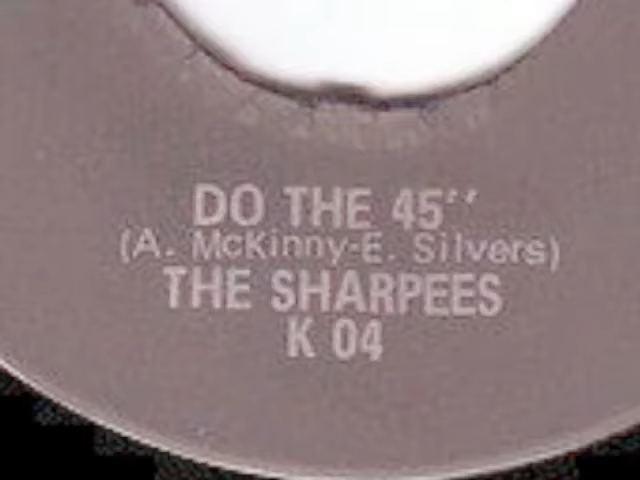 DO THE 45''
(A. McKinny-E. Silvers)
THE SHARPEES
K 04